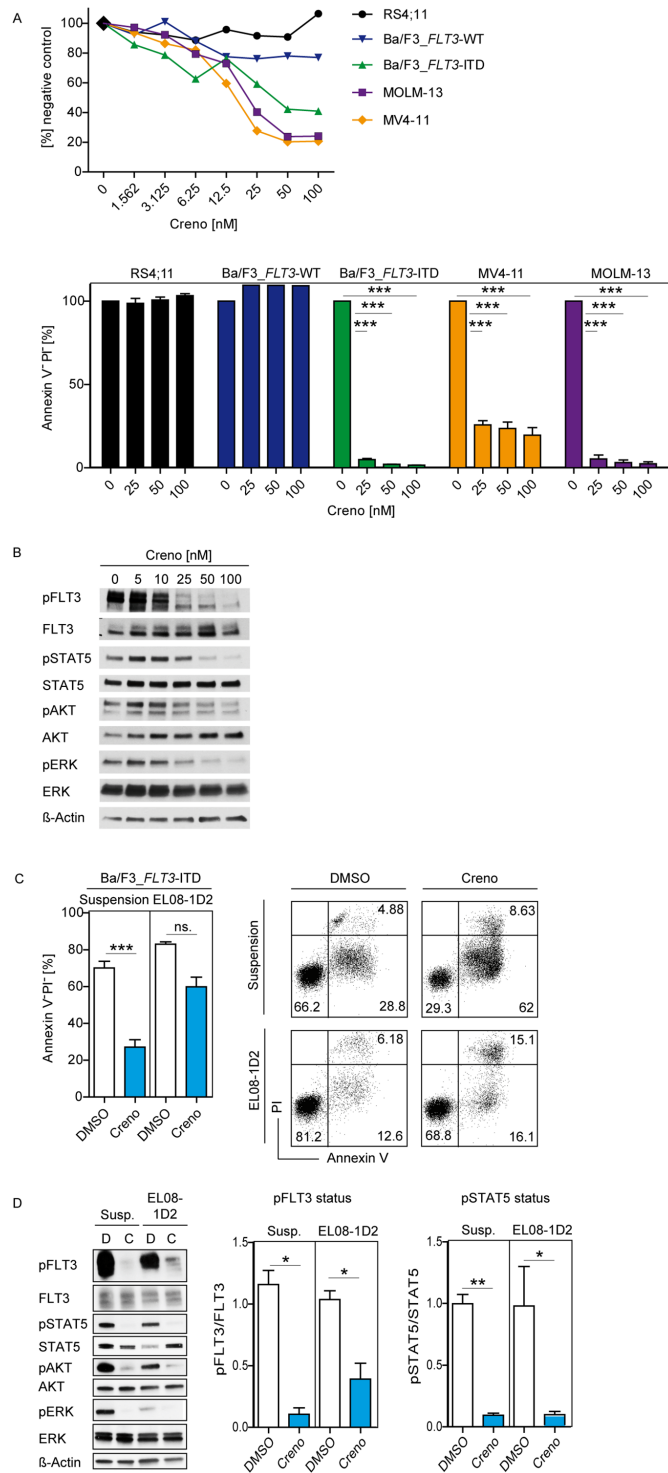 A
[%] negative control
100
80
60
40
20
0
0
1.562
3.125
6.25
12.5
25
50
100
Creno [nM]
RS4;11
Ba/F3_FLT3-WT
Ba/F3_FLT3-ITD
MOLM-13
MV4-11
RS4;11 Ba/F3_FLT3-WT Ba/F3_FLT3-ITD MV4-11 MOLM-13
Annexin V⁻PI⁻ [%]
100
50
0
*** *** ***
*** *** ***
*** *** ***
0 25 50 100 0 25 50 100 0 25 50 100 0 25 50 100 0 25 50 100
Creno [nM]
B
Creno [nM]
0 5 10 25 50 100
pFLT3
FLT3
pSTAT5
STAT5
pAKT
AKT
pERK
ERK
ß-Actin
C
Ba/F3_FLT3-ITD
Suspension EL08-1D2
Annexin V⁻PI⁻ [%]
80
60
40
20
0
*** ns.
DMSO Creno DMSO Creno
DMSO Creno
Suspension
4.88 8.63
66.2 28.8 29.3 62
EL08-1D2
6.18 15.1
81.2 12.6 68.8 16.1
PI
Annexin V
D
Susp. EL08-
1D2
D C D C
pFLT3
FLT3
pSTAT5
STAT5
pAKT
AKT
pERK
ERK
ß-Actin
pFLT3 status
Susp. EL08-1D2
pFLT3/FLT3
1.5
1.0
0.5
0.0
* *
DMSO Creno DMSO Creno
pSTAT5 status
Susp. EL08-1D2
pSTAT5/STAT5
1.5
1.0
0.5
0.0
** *
DMSO Creno DMSO Creno